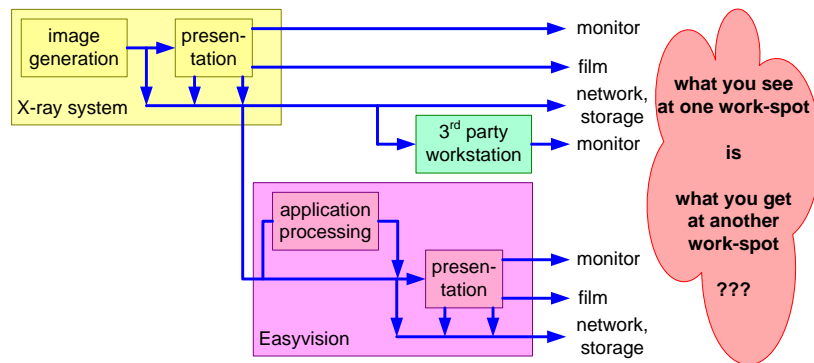 image
generation
presen-
tation
X-ray system
monitor
film
network,
storage
3rd party
workstation
monitor
application
processing
presen-
tation
Easyvision
monitor
film
network,
storage
what you see
at one work-spot
is
what you get
at another
work-spot
???